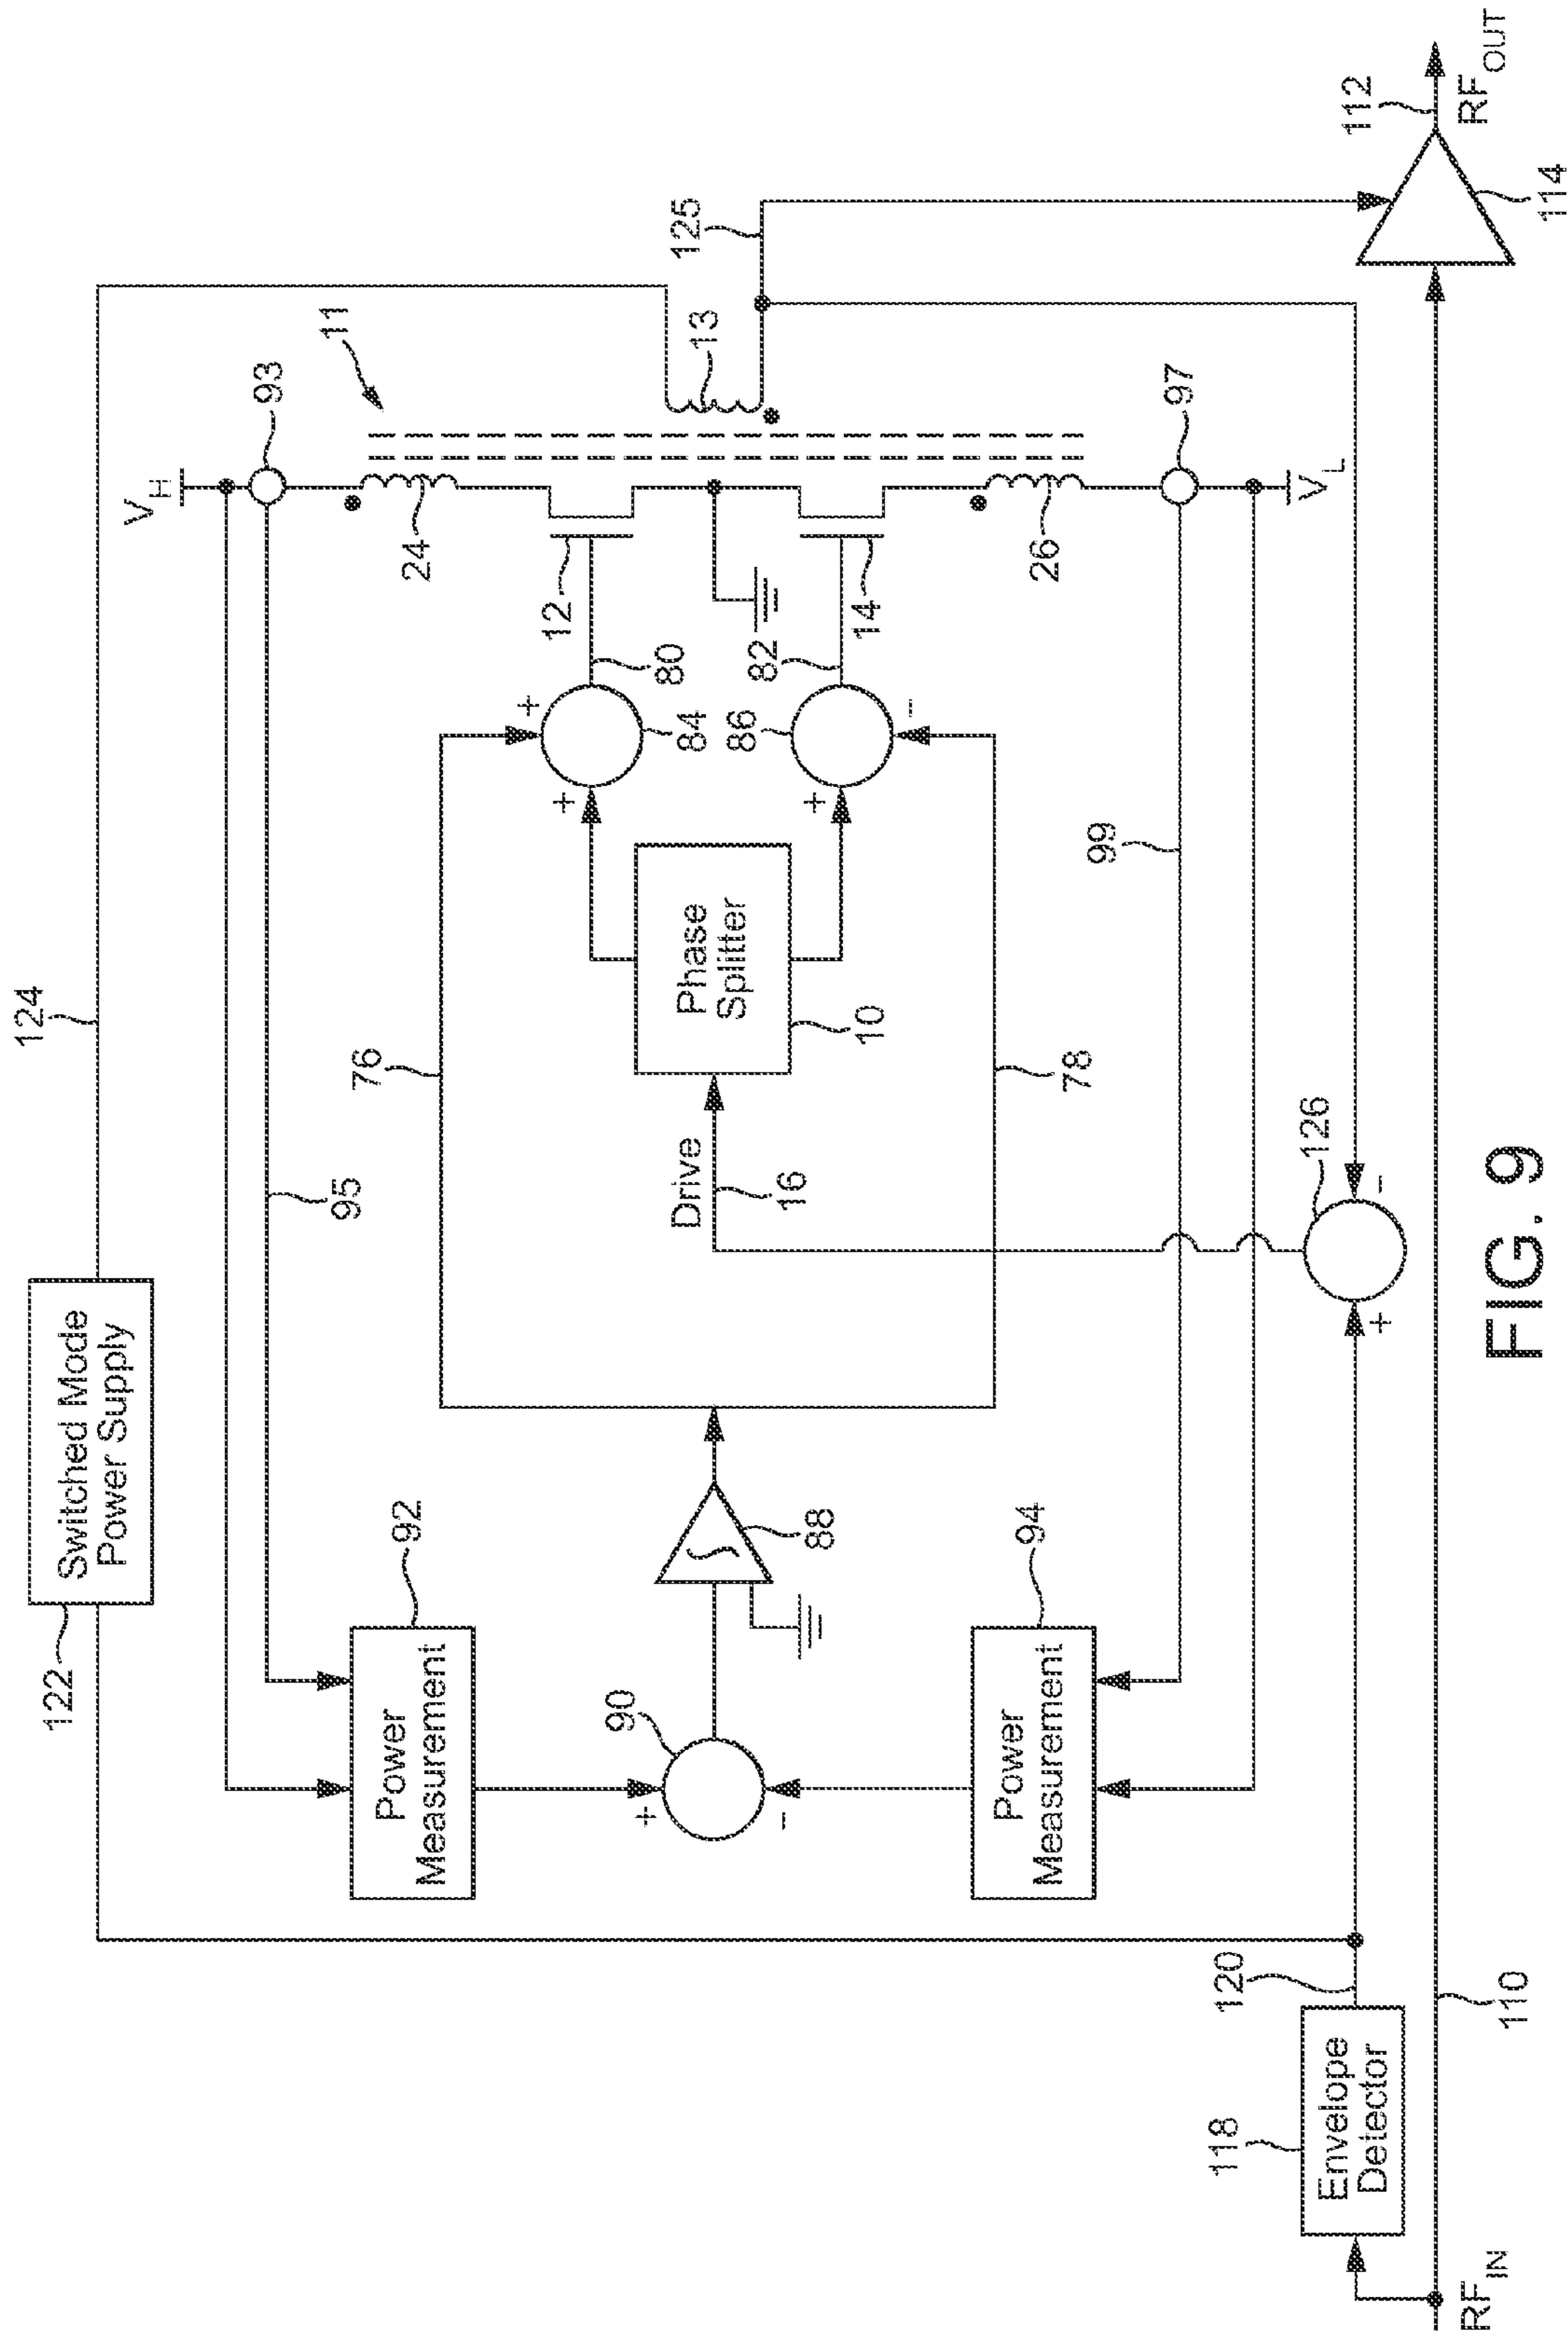 124
Switched Mode
Power Supply
122
V_H
93
11
95
24
13
125
112
RF_OUT
114
92
Power
Measurement
76
12
80
+
+
84
Phase
Splitter
10
Drive
16
82
86
+
-
14
26
97
V_L
90
+
-
88
78
99
94
Power
Measurement
126
+
-
120
118
Envelope
Detector
110
RF_IN
FIG. 9